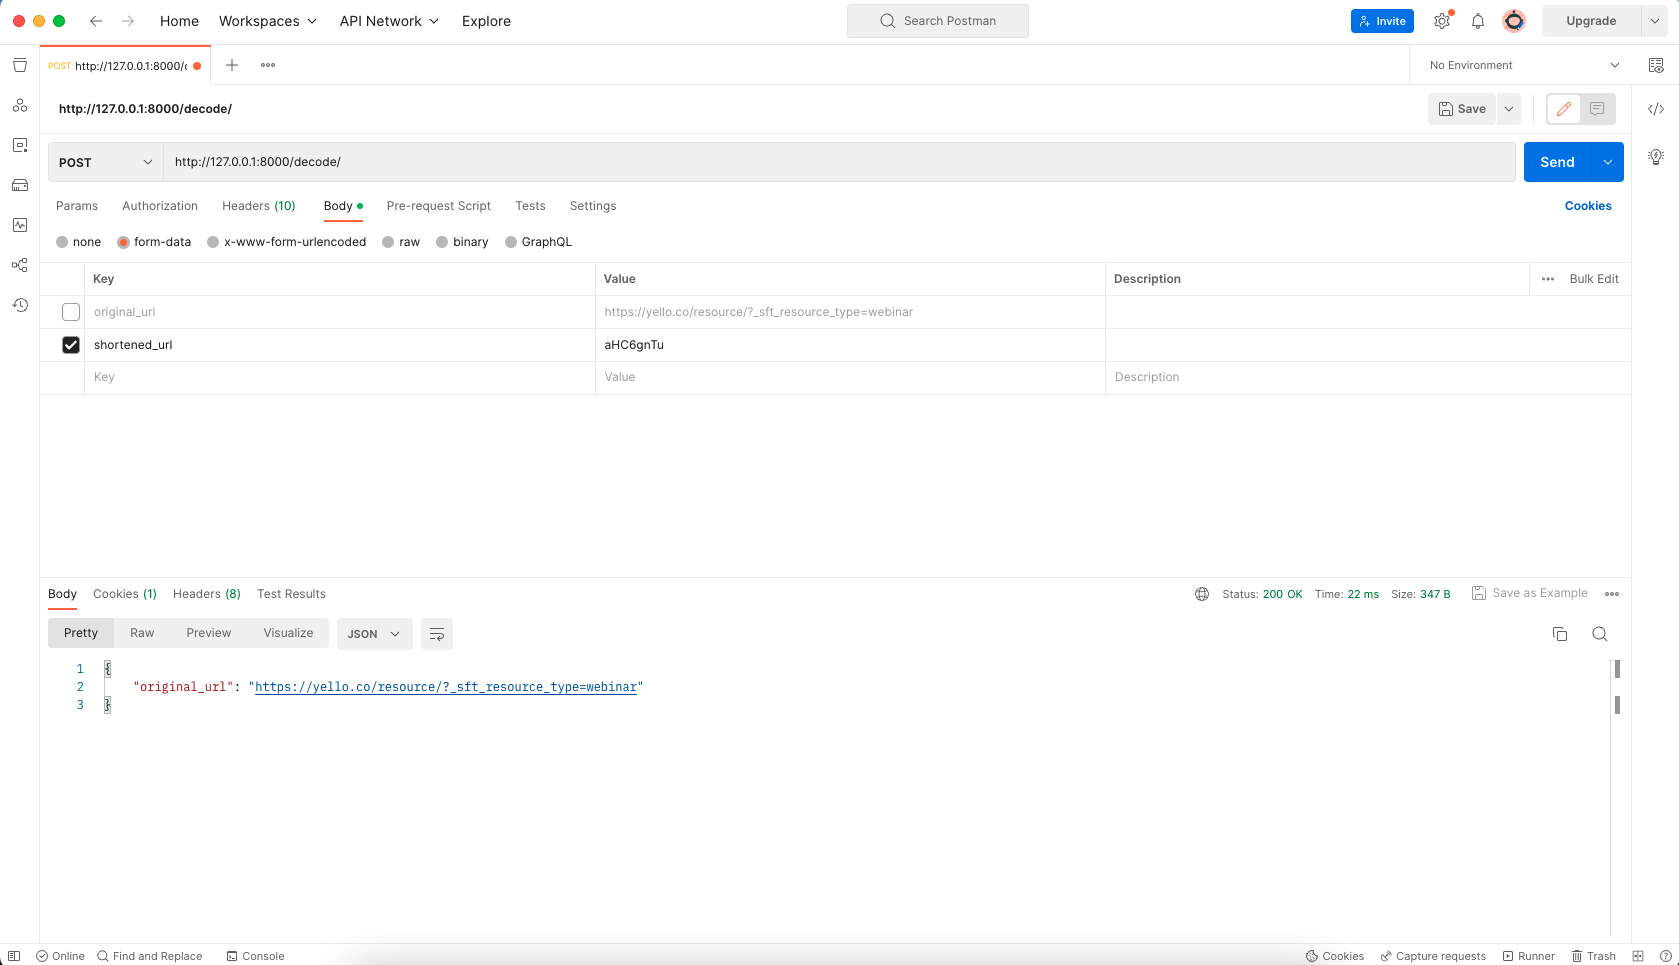 Home Workspaces API Network Explore Search Postman Invite Upgrade
POST http://127.0.0.1:8000/ No Environment
http://127.0.0.1:8000/decode/ Save
POST http://127.0.0.1:8000/decode/ Send
Params Authorization Headers (10) Body Pre-request Script Tests Settings Cookies
none form-data x-www-form-urlencoded raw binary GraphQL
Key Value Description Bulk Edit
original_url https://yello.co/resource/?_sft_resource_type=webinar
shortened_url aHC6gnTu
Key Value Description
Body Cookies (1) Headers (8) Test Results Status: 200 OK Time: 22 ms Size: 347 B Save as Example
Pretty Raw Preview Visualize JSON
1 {
2 "original_url": "https://yello.co/resource/?_sft_resource_type=webinar"
3 }
Online Find and Replace Console Cookies Capture requests Runner Trash